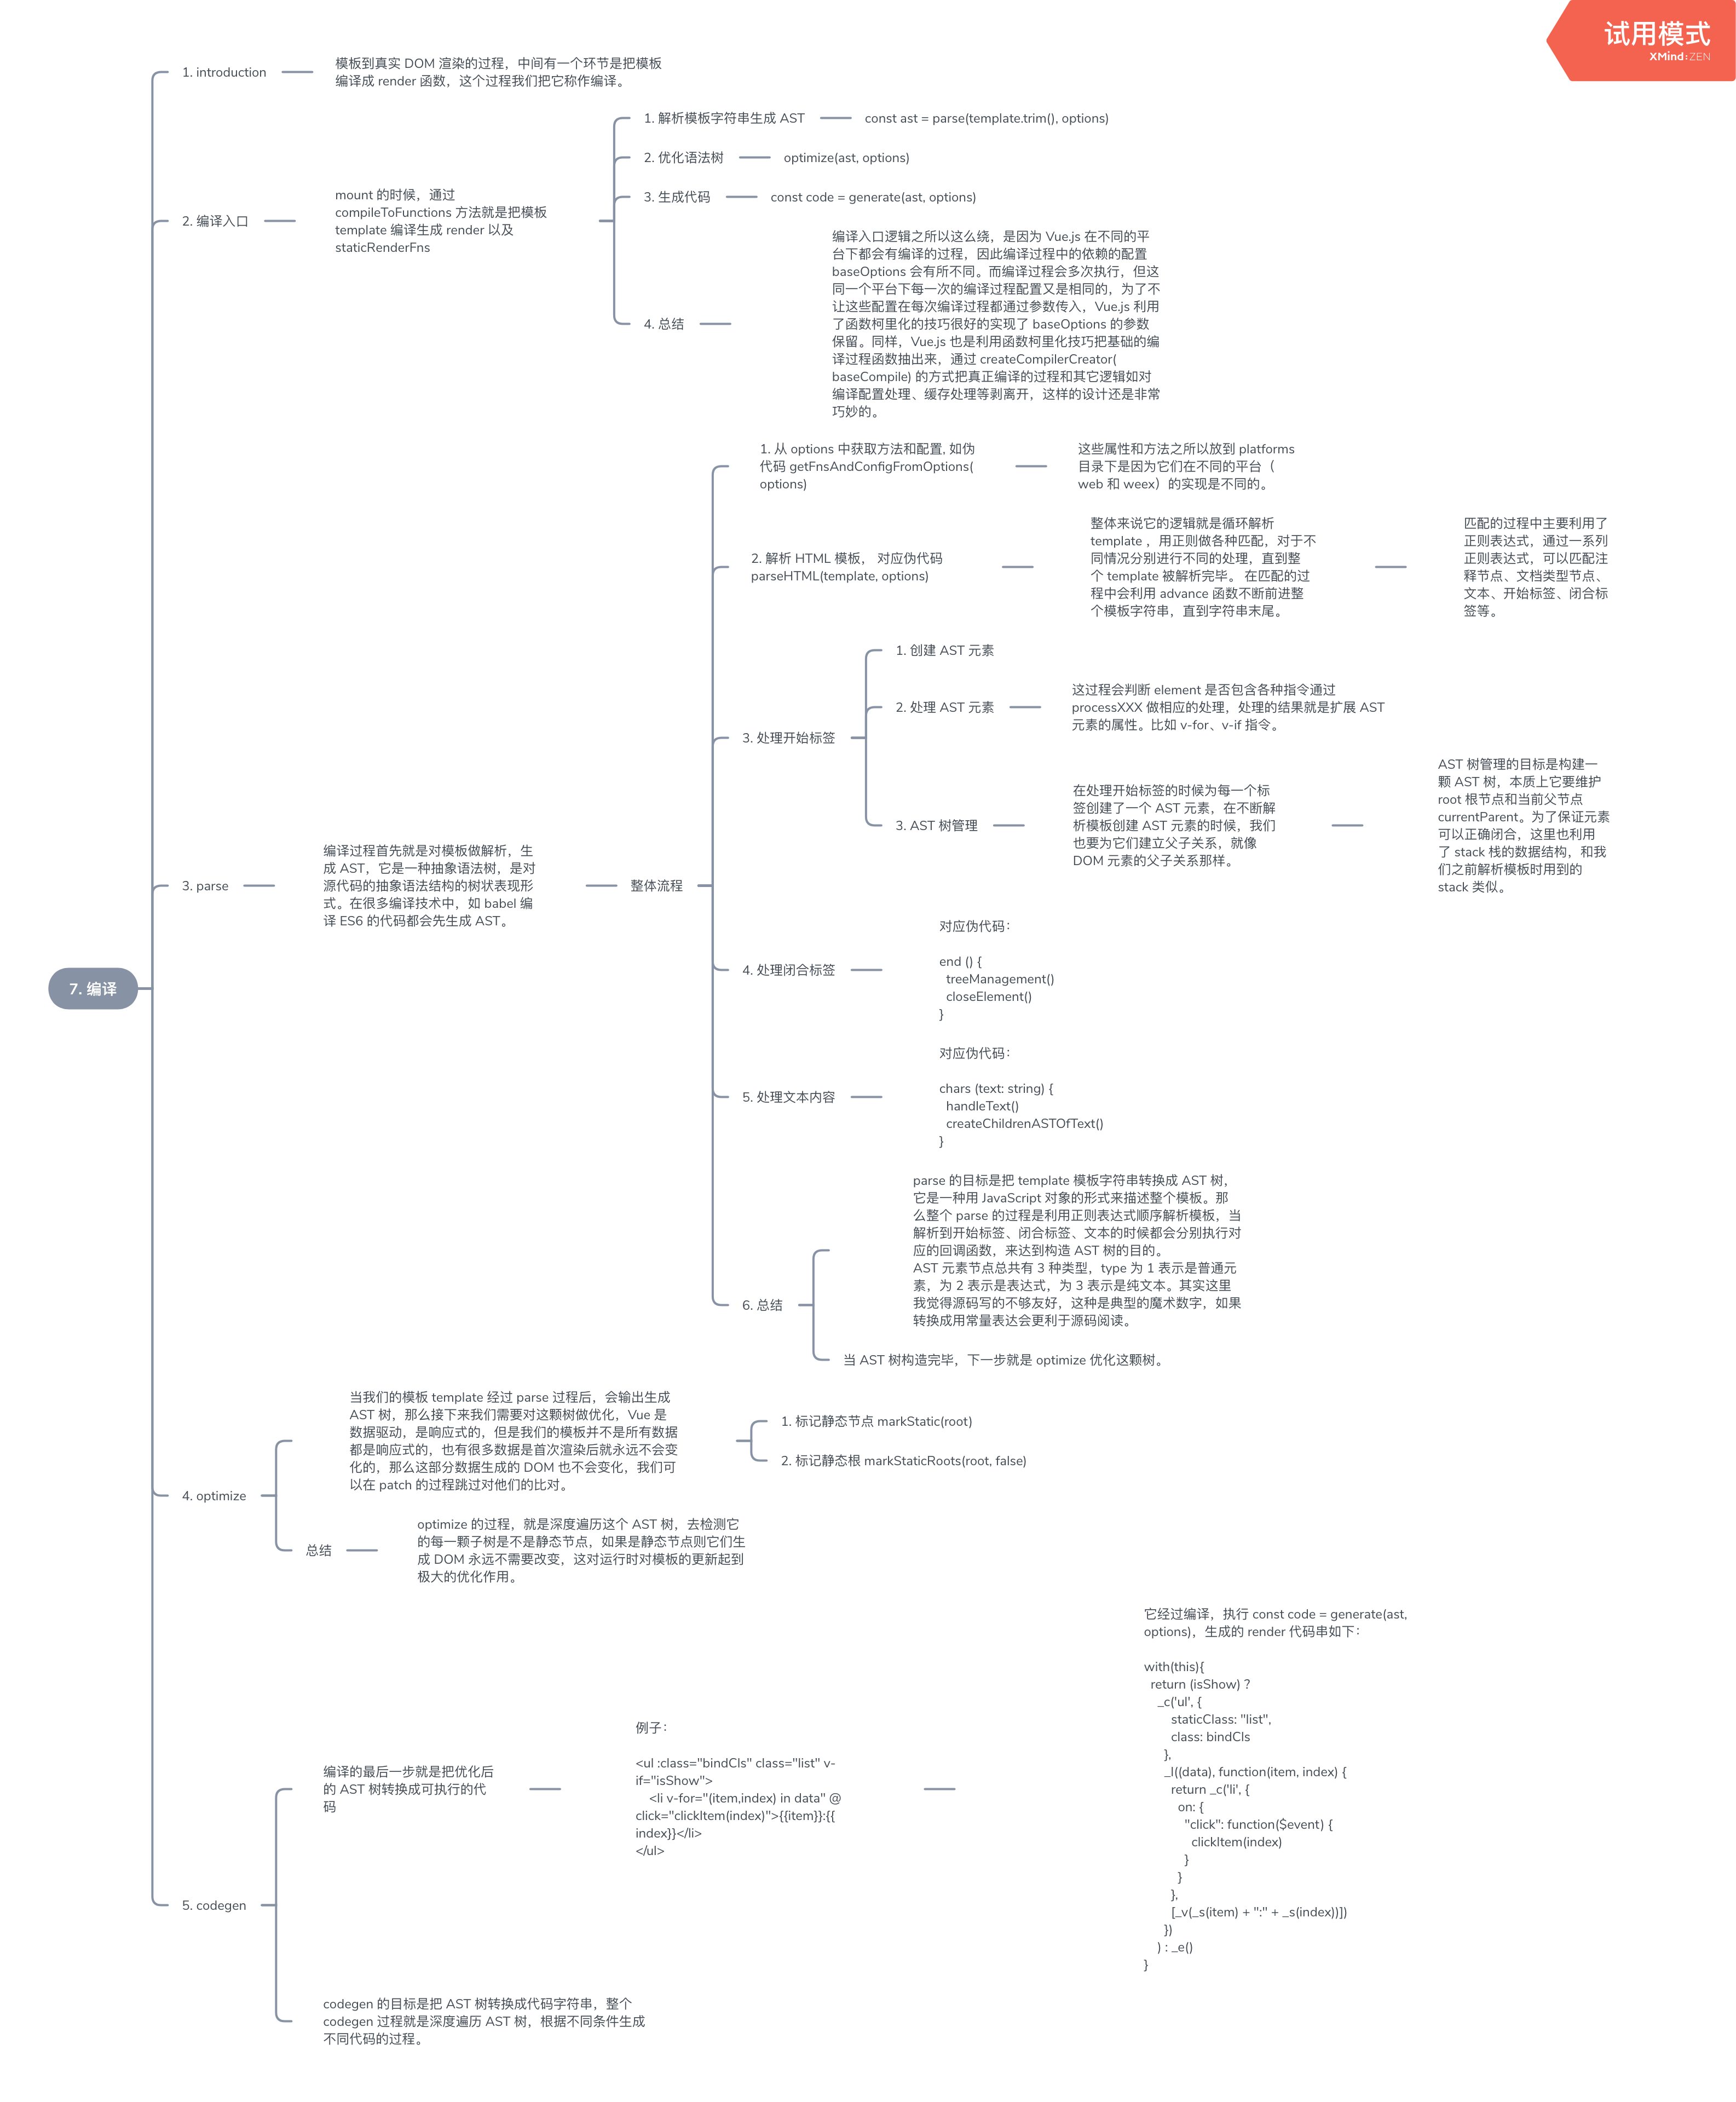 试用模式
XMind:ZEN
7. 编译
1. introduction
模板到真实 DOM 渲染的过程，中间有一个环节是把模板
编译成 render 函数，这个过程我们把它称作编译。
2. 编译入口
mount 的时候，通过
compileToFunctions 方法就是把模板
template 编译生成 render 以及
staticRenderFns
1. 解析模板字符串生成 AST
const ast = parse(template.trim(), options)
2. 优化语法树
optimize(ast, options)
3. 生成代码
const code = generate(ast, options)
4. 总结
编译入口逻辑之所以这么绕，是因为 Vue.js 在不同的平
台下都会有编译的过程，因此编译过程中的依赖的配置
baseOptions 会有所不同。而编译过程会多次执行，但这
同一个平台下每一次的编译过程配置又是相同的，为了不
让这些配置在每次编译过程都通过参数传入，Vue.js 利用
了函数柯里化的技巧很好的实现了 baseOptions 的参数
保留。同样，Vue.js 也是利用函数柯里化技巧把基础的编
译过程函数抽出来，通过 createCompilerCreator(
baseCompile) 的方式把真正编译的过程和其它逻辑如对
编译配置处理、缓存处理等剥离开，这样的设计还是非常
巧妙的。
3. parse
编译过程首先就是对模板做解析，生
成 AST，它是一种抽象语法树，是对
源代码的抽象语法结构的树状表现形
式。在很多编译技术中，如 babel 编
译 ES6 的代码都会先生成 AST。
整体流程
1. 从 options 中获取方法和配置, 如伪
代码 getFnsAndConfigFromOptions(
options)
这些属性和方法之所以放到 platforms
目录下是因为它们在不同的平台（
web 和 weex）的实现是不同的。
2. 解析 HTML 模板， 对应伪代码
parseHTML(template, options)
整体来说它的逻辑就是循环解析
template ，用正则做各种匹配，对于不
同情况分别进行不同的处理，直到整
个 template 被解析完毕。 在匹配的过
程中会利用 advance 函数不断前进整
个模板字符串，直到字符串末尾。
匹配的过程中主要利用了
正则表达式，通过一系列
正则表达式，可以匹配注
释节点、文档类型节点、
文本、开始标签、闭合标
签等。
3. 处理开始标签
1. 创建 AST 元素
2. 处理 AST 元素
这过程会判断 element 是否包含各种指令通过
processXXX 做相应的处理，处理的结果就是扩展 AST
元素的属性。比如 v-for、v-if 指令。
3. AST 树管理
在处理开始标签的时候为每一个标
签创建了一个 AST 元素，在不断解
析模板创建 AST 元素的时候，我们
也要为它们建立父子关系，就像
DOM 元素的父子关系那样。
AST 树管理的目标是构建一
颗 AST 树，本质上它要维护
root 根节点和当前父节点
currentParent。为了保证元素
可以正确闭合，这里也利用
了 stack 栈的数据结构，和我
们之前解析模板时用到的
stack 类似。
4. 处理闭合标签
对应伪代码：
end () {
treeManagement()
closeElement()
}
5. 处理文本内容
对应伪代码：
chars (text: string) {
handleText()
createChildrenASTOfText()
}
6. 总结
parse 的目标是把 template 模板字符串转换成 AST 树，
它是一种用 JavaScript 对象的形式来描述整个模板。那
么整个 parse 的过程是利用正则表达式顺序解析模板，当
解析到开始标签、闭合标签、文本的时候都会分别执行对
应的回调函数，来达到构造 AST 树的目的。
AST 元素节点总共有 3 种类型，type 为 1 表示是普通元
素，为 2 表示是表达式，为 3 表示是纯文本。其实这里
我觉得源码写的不够友好，这种是典型的魔术数字，如果
转换成用常量表达会更利于源码阅读。
当 AST 树构造完毕，下一步就是 optimize 优化这颗树。
4. optimize
当我们的模板 template 经过 parse 过程后，会输出生成
AST 树，那么接下来我们需要对这颗树做优化，Vue 是
数据驱动，是响应式的，但是我们的模板并不是所有数据
都是响应式的，也有很多数据是首次渲染后就永远不会变
化的，那么这部分数据生成的 DOM 也不会变化，我们可
以在 patch 的过程跳过对他们的比对。
1. 标记静态节点 markStatic(root)
2. 标记静态根 markStaticRoots(root, false)
总结
optimize 的过程，就是深度遍历这个 AST 树，去检测它
的每一颗子树是不是静态节点，如果是静态节点则它们生
成 DOM 永远不需要改变，这对运行时对模板的更新起到
极大的优化作用。
5. codegen
编译的最后一步就是把优化后
的 AST 树转换成可执行的代
码
例子：
<ul :class="bindCls" class="list" v-
if="isShow">
<li v-for="(item,index) in data" @
click="clickItem(index)">{{item}}:{{
index}}</li>
</ul>
它经过编译，执行 const code = generate(ast,
options)，生成的 render 代码串如下：
with(this){
return (isShow) ?
_c('ul', {
staticClass: "list",
class: bindCls
},
_l((data), function(item, index) {
return _c('li', {
on: {
"click": function($event) {
clickItem(index)
}
}
},
[_v(_s(item) + ":" + _s(index))])
})
) : _e()
}
codegen 的目标是把 AST 树转换成代码字符串，整个
codegen 过程就是深度遍历 AST 树，根据不同条件生成
不同代码的过程。